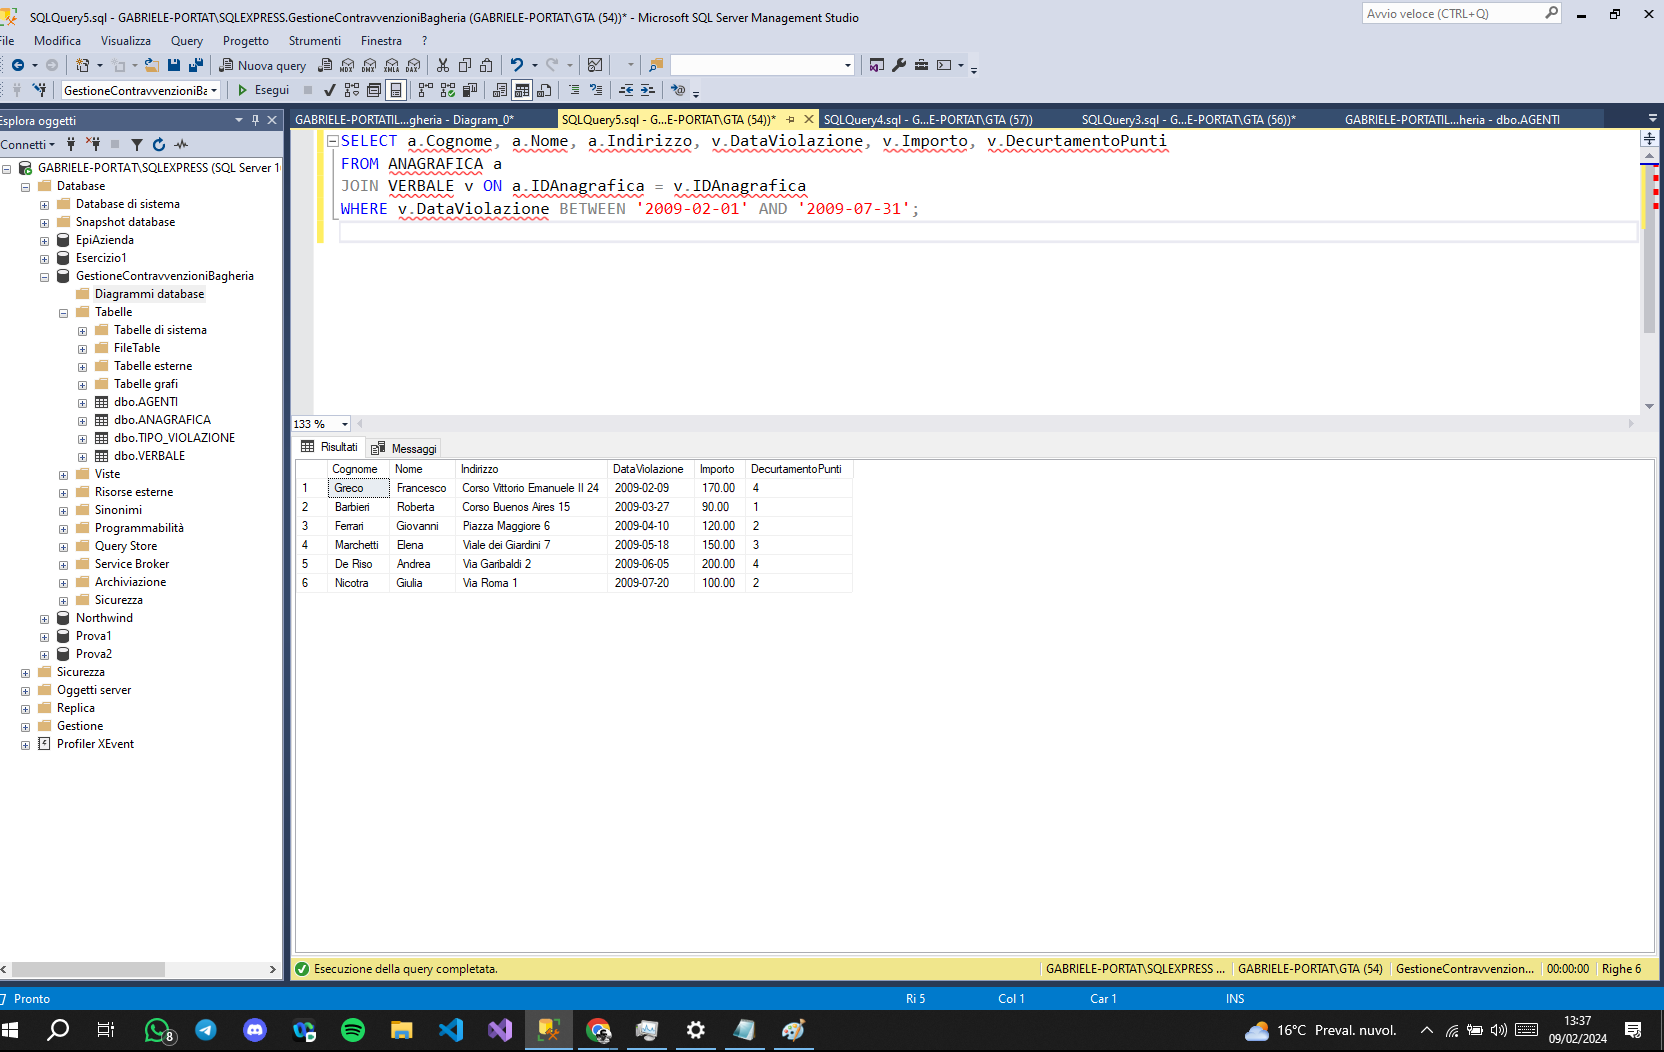 SQLQuery5.sql - GABRIELE-PORTAT\SQLEXPRESS.GestioneContravvenzioniBagheria (GABRIELE-PORTAT\GTA (54))* - Microsoft SQL Server Management Studio
Avvio veloce (CTRL+Q)
File Modifica Visualizza Query Progetto Strumenti Finestra ?
Nuova query
GestioneContravvenzioniBa Esegui
Esplora oggetti
GABRIELE-PORTATIL...gheria - Diagram_0* SQLQuery5.sql - G...E-PORTAT\GTA (54))* SQLQuery4.sql - G...E-PORTAT\GTA (57)) SQLQuery3.sql - G...E-PORTAT\GTA (56))* GABRIELE-PORTATIL...heria - dbo.AGENTI
Connetti
GABRIELE-PORTAT\SQLEXPRESS (SQL Server 1
Database
Database di sistema
Snapshot database
EpiAzienda
Esercizio1
GestioneContravvenzioniBagheria
Diagrammi database
Tabelle
Tabelle di sistema
FileTable
Tabelle esterne
Tabelle grafi
dbo.AGENTI
dbo.ANAGRAFICA
dbo.TIPO_VIOLAZIONE
dbo.VERBALE
Viste
Risorse esterne
Sinonimi
Programmabilità
Query Store
Service Broker
Archiviazione
Sicurezza
Northwind
Prova1
Prova2
Sicurezza
Oggetti server
Replica
Gestione
Profiler XEvent
SELECT a.Cognome, a.Nome, a.Indirizzo, v.DataViolazione, v.Importo, v.DecurtamentoPunti
FROM ANAGRAFICA a
JOIN VERBALE v ON a.IDAnagrafica = v.IDAnagrafica
WHERE v.DataViolazione BETWEEN '2009-02-01' AND '2009-07-31';
133 %
Risultati Messaggi
Cognome Nome Indirizzo DataViolazione Importo DecurtamentoPunti
1 Greco Francesco Corso Vittorio Emanuele II 24 2009-02-09 170.00 4
2 Barbieri Roberta Corso Buenos Aires 15 2009-03-27 90.00 1
3 Ferrari Giovanni Piazza Maggiore 6 2009-04-10 120.00 2
4 Marchetti Elena Viale dei Giardini 7 2009-05-18 150.00 3
5 De Riso Andrea Via Garibaldi 2 2009-06-05 200.00 4
6 Nicotra Giulia Via Roma 1 2009-07-20 100.00 2
Esecuzione della query completata. GABRIELE-PORTAT\SQLEXPRESS ... GABRIELE-PORTAT\GTA (54) GestioneContravvenzion... 00:00:00 Righe 6
Pronto Ri 5 Col 1 Car 1 INS
8
16°C Preval. nuvol.
13:37
09/02/2024